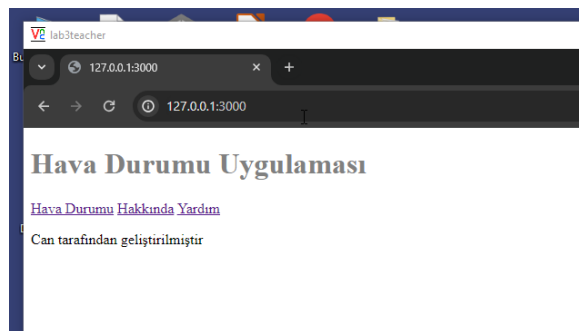 lab3teacher
127.0.0.1:3000
127.0.0.1:3000
Hava Durumu Uygulaması
Hava Durumu Hakkında Yardım
Can tarafından geliştirilmiştir